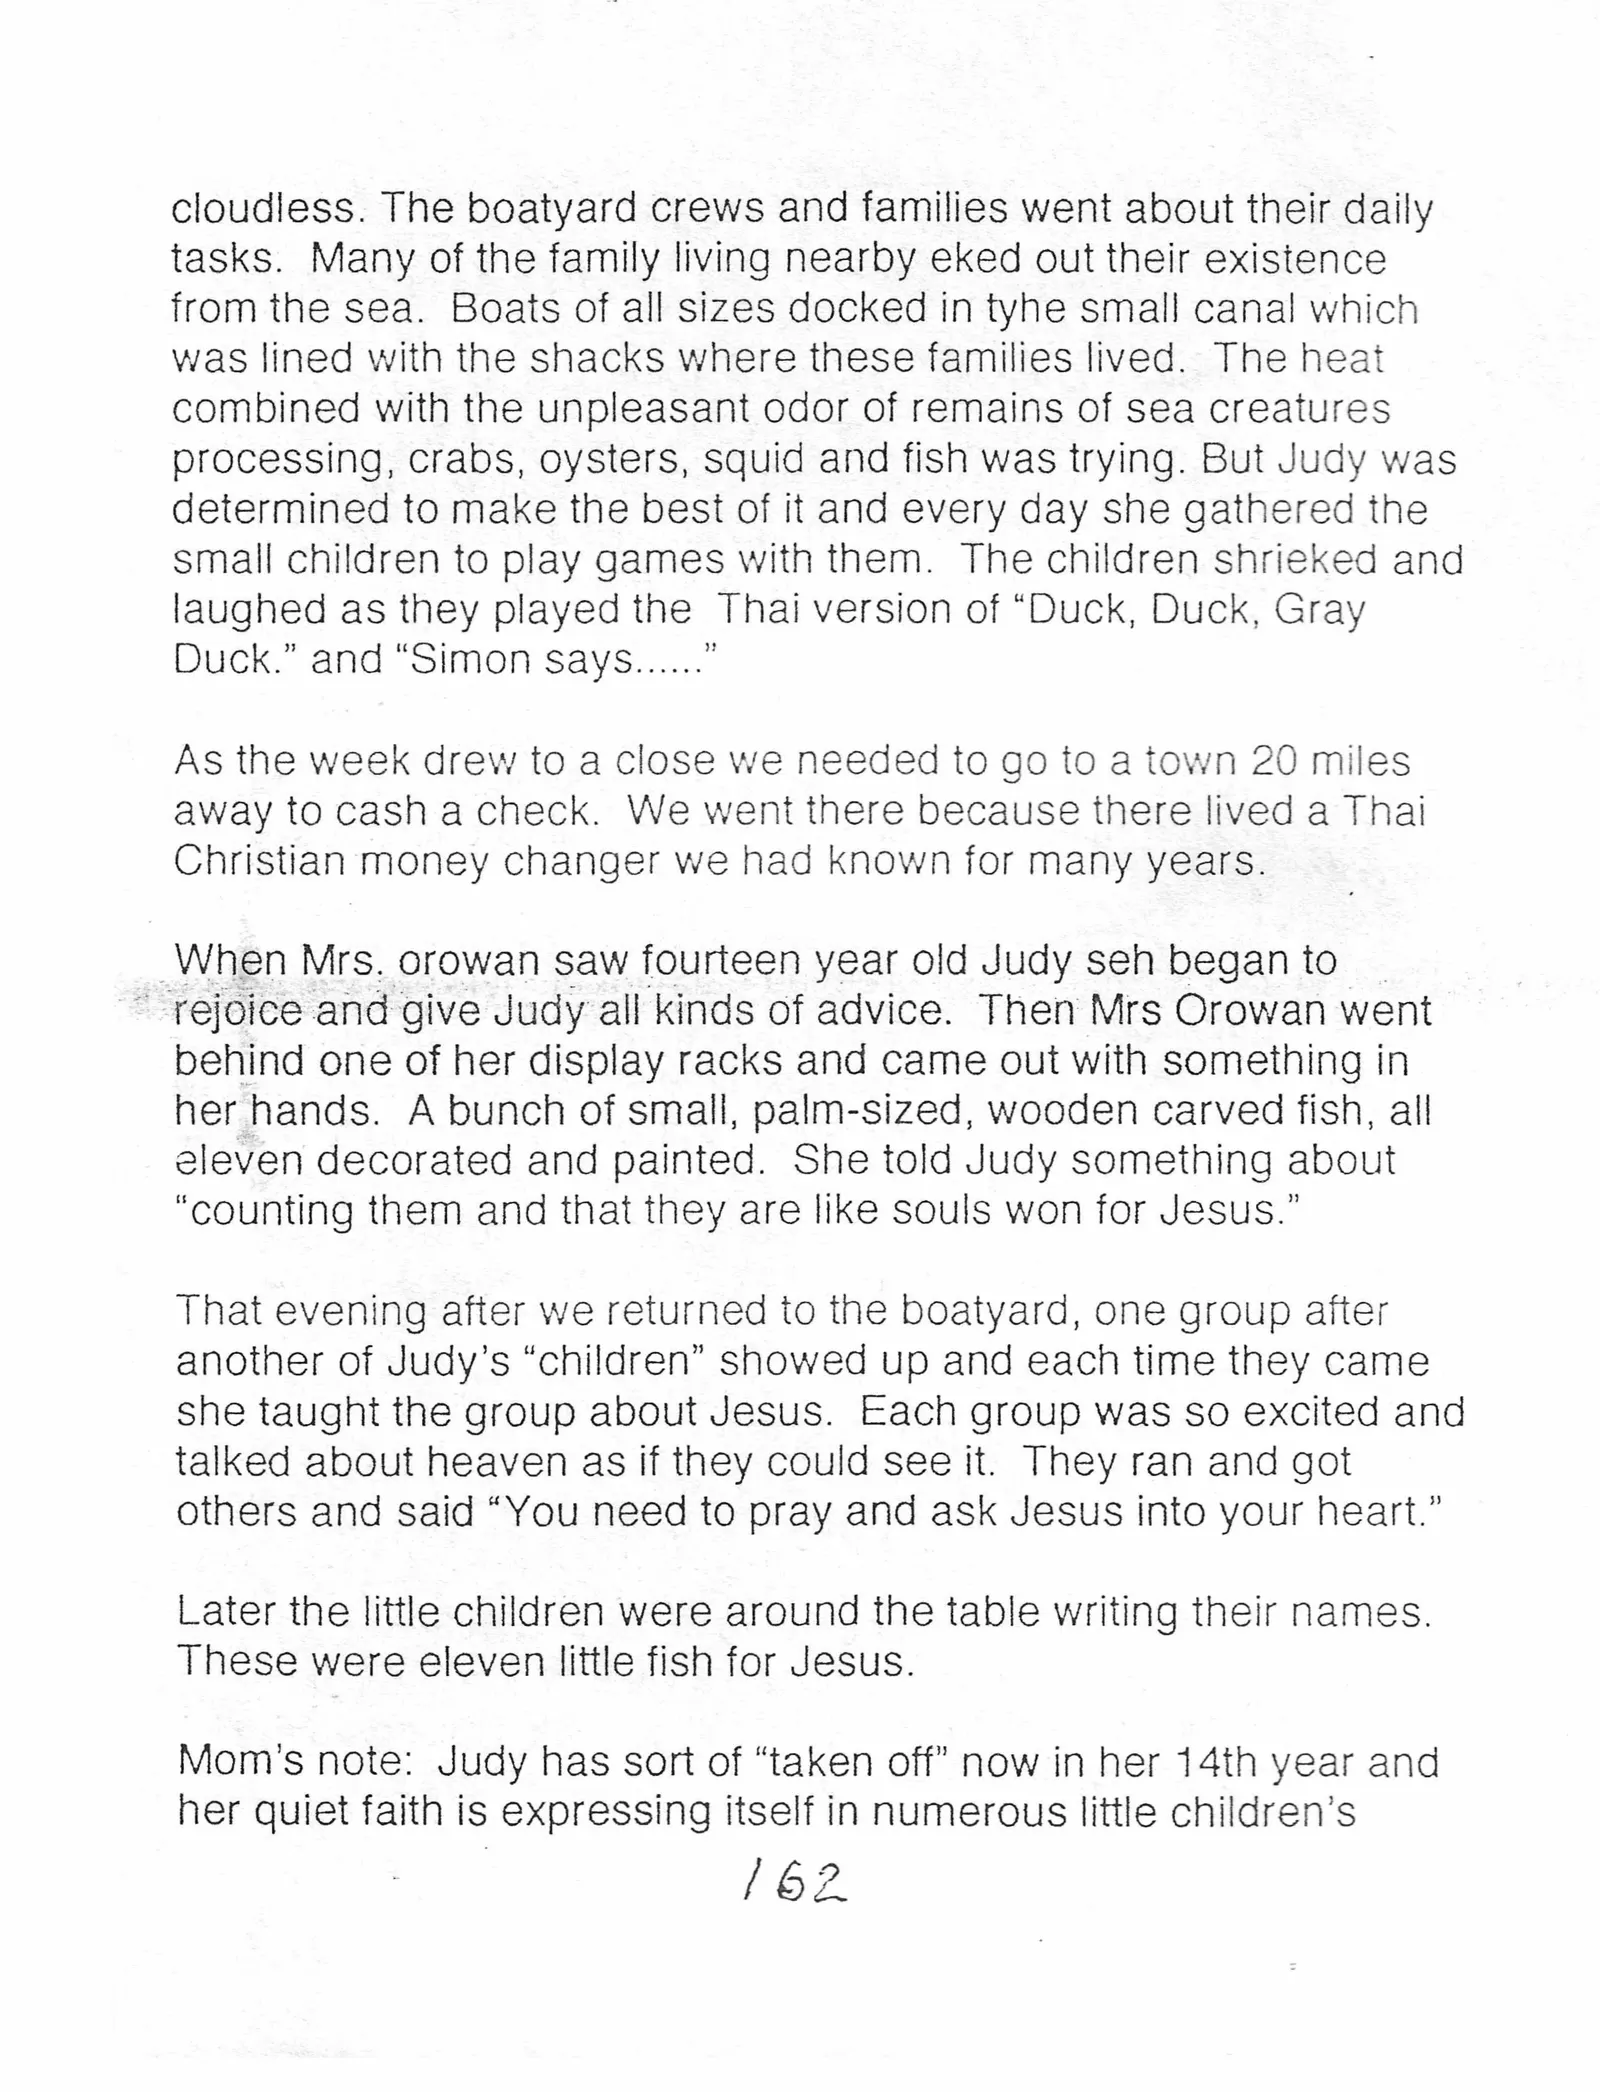 cloudless. The boatyard crews and families went about their daily
tasks. Many of the family living nearby eked out their existence
from the sea. Boats of all sizes docked in tyhe small canal which
was lined with the shacks where these families lived. The heat
combined with the unpleasant odor of remains of sea creatures
processing, crabs, oysters, squid and fish was trying. But Judy was
determined to make the best of it and every day she gathered the
small children to play games with them. The children shrieked and
laughed as they played the Thai version of “Duck, Duck, Gray
Duck.” and “Simon says......”
As the week drew to a close we needed to go to a town 20 miles
away to cash a check. We went there because there lived a Thai
Christian money changer we had known for many years.
When Mrs. orowan saw fourteen year old Judy seh began to
rejoice and give Judy all kinds of advice. Then Mrs Orowan went
behind one of her display racks and came out with something in
her hands. A bunch of small, palm-sized, wooden carved fish, all
eleven decorated and painted. She told Judy something about
“counting them and that they are like souls won for Jesus.”
That evening after we returned to the boatyard, one group after
another of Judy’s “children” showed up and each time they came
she taught the group about Jesus. Each group was so excited and
talked about heaven as if they could see it. They ran and got
others and said “You need to pray and ask Jesus into your heart.”
Later the little children were around the table writing their names.
These were eleven little fish for Jesus.
Mom’s note: Judy has sort of “taken off” now in her 14th year and
her quiet faith is expressing itself in numerous little children’s
162